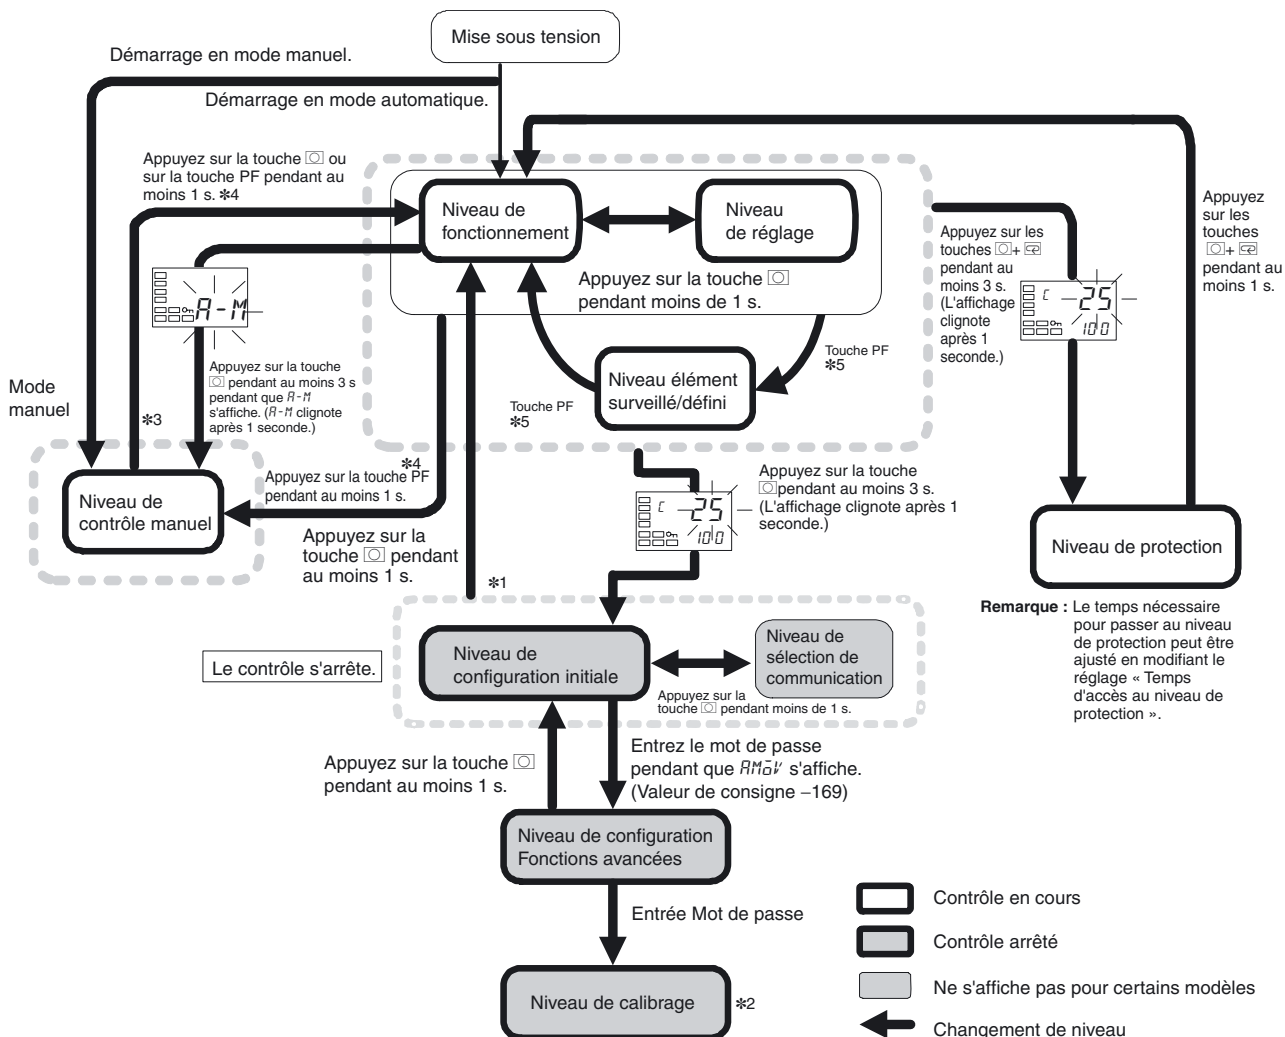 Mise sous tension
Démarrage en mode manuel.
Démarrage en mode automatique.
Appuyez sur la touche ou
sur la touche PF pendant au
moins 1 s. *4
Niveau de
fonctionnement
Niveau
de réglage
Appuyez sur la touche
pendant moins de 1 s.
Appuyez sur les
touches +
pendant au
moins 3 s.
(L'affichage
clignote
après 1
seconde.)
C 25
100
Appuyez
sur les
touches
+
pendant au
moins 1 s.
A-M
Appuyez sur la touche
pendant au moins 3 s
pendant que A-M
s'affiche. (A-M clignote
après 1 seconde.)
Mode
manuel
*3
Niveau élément
surveillé/défini
Touche PF
*5
Touche PF
*5
Niveau de
contrôle manuel
*4
Appuyez sur la touche PF
pendant au moins 1 s.
Appuyez sur la touche
pendant au moins 3 s.
(L'affichage clignote après 1
seconde.)
C 25
100
Appuyez sur la
touche pendant
au moins 1 s.
*1
Niveau de protection
Remarque : Le temps nécessaire
pour passer au niveau
de protection peut être
ajusté en modifiant le
réglage « Temps
d'accès au niveau de
protection ».
Le contrôle s'arrête.
Niveau de
configuration initiale
Niveau de
sélection de
communication
Appuyez sur la
touche pendant moins de 1 s.
Appuyez sur la touche
pendant au moins 1 s.
Entrez le mot de passe
pendant que AMoV s'affiche.
(Valeur de consigne –169)
Niveau de configuration
Fonctions avancées
Entrée Mot de passe
Niveau de calibrage
*2
Contrôle en cours
Contrôle arrêté
Ne s'affiche pas pour certains modèles
Changement de niveau